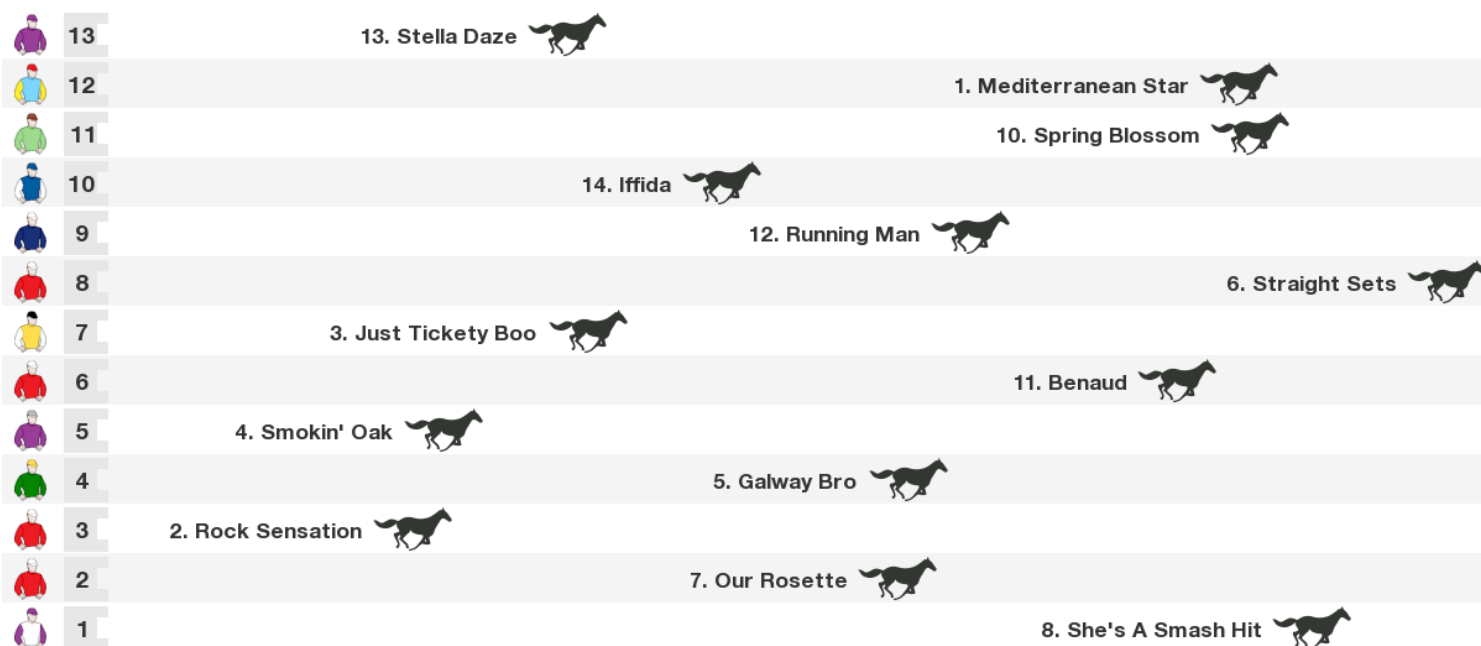 13 13. Stella Daze
12 1. Mediterranean Star
11 10. Spring Blossom
10 14. Iffida
9 12. Running Man
8 6. Straight Sets
7 3. Just Tickety Boo
6 11. Benaud
5 4. Smokin' Oak
4 5. Galway Bro
3 2. Rock Sensation
2 7. Our Rosette
1 8. She's A Smash Hit